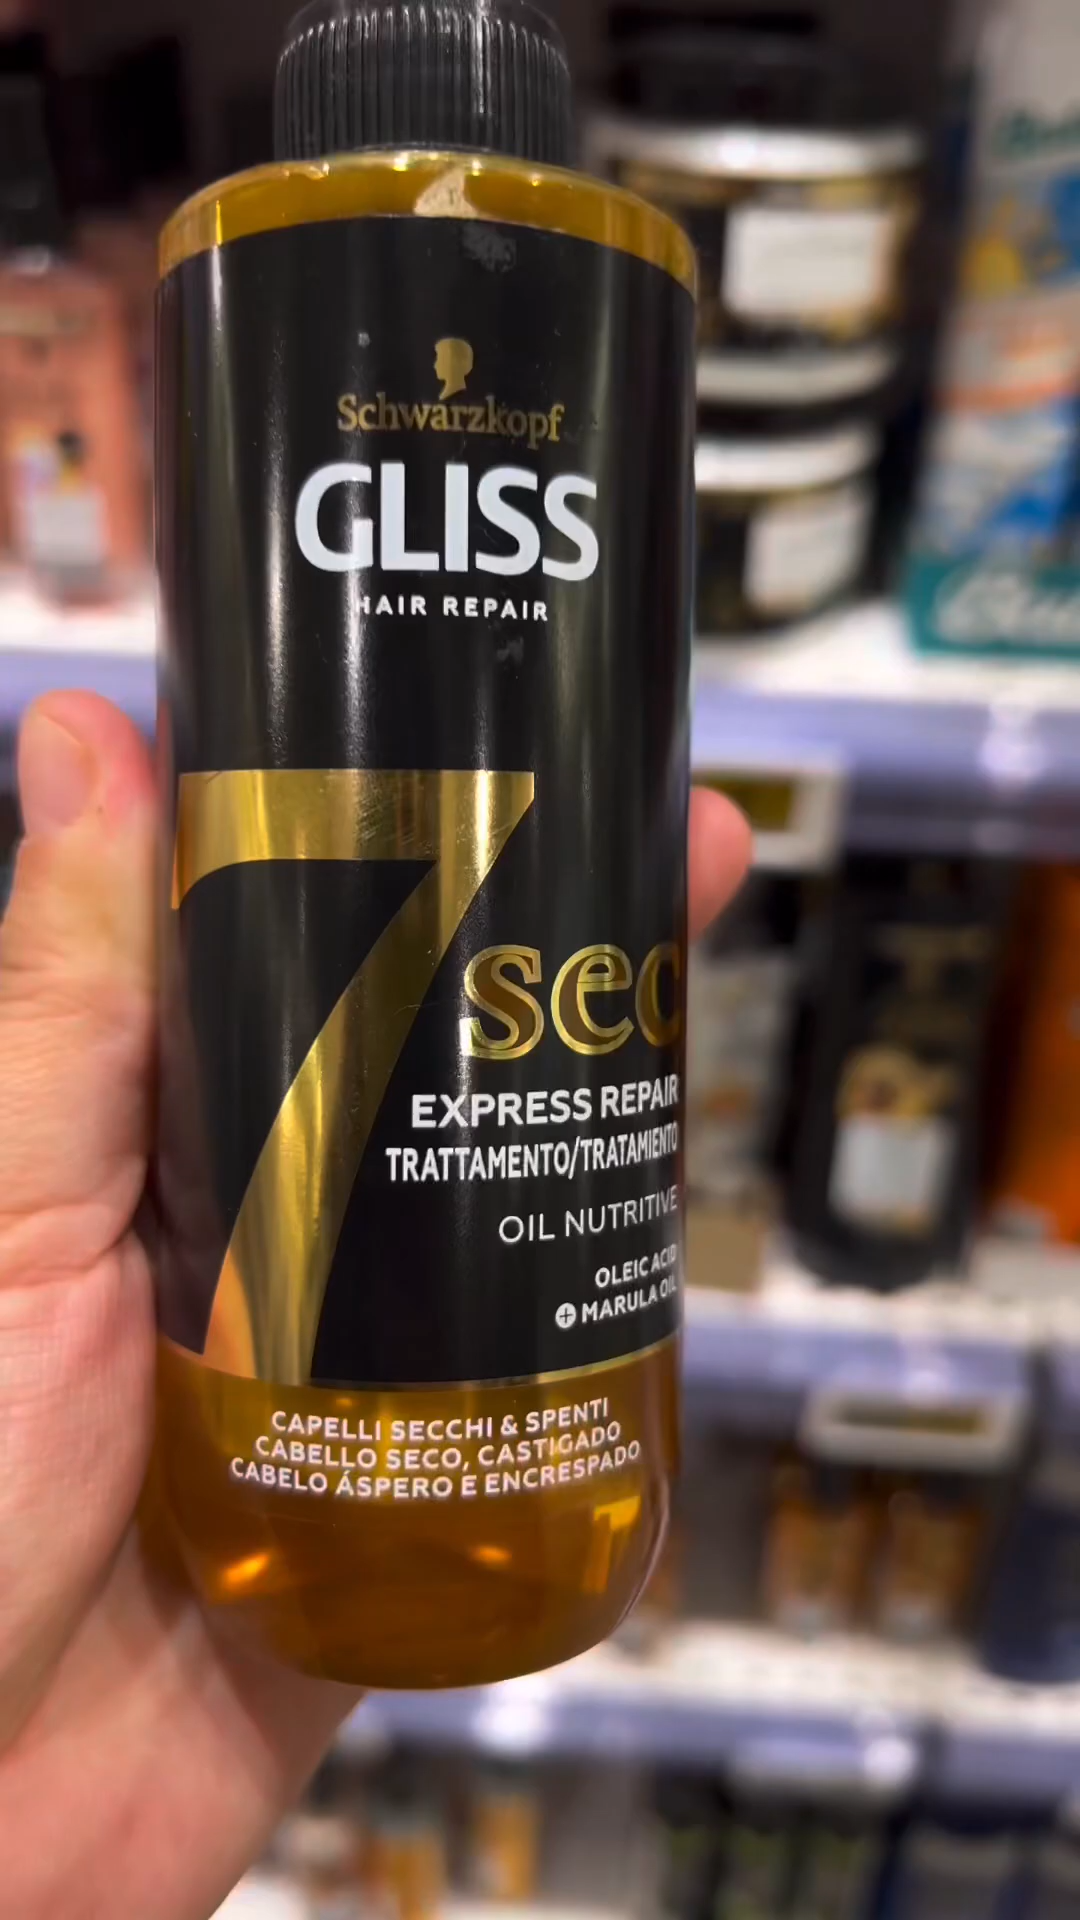 Schwarzkopf
GLISS
HAIR REPAIR
7
sec
EXPRESS REPAIR
TRATTAMENTO/TRATAMIENTO
OIL NUTRITIVE
OLEIC ACID
+ MARULA OIL
CAPELLI SECCHI & SPENTI
CABELLO SECO, CASTIGADO
CABELO ÁSPERO E ENCRESPADO